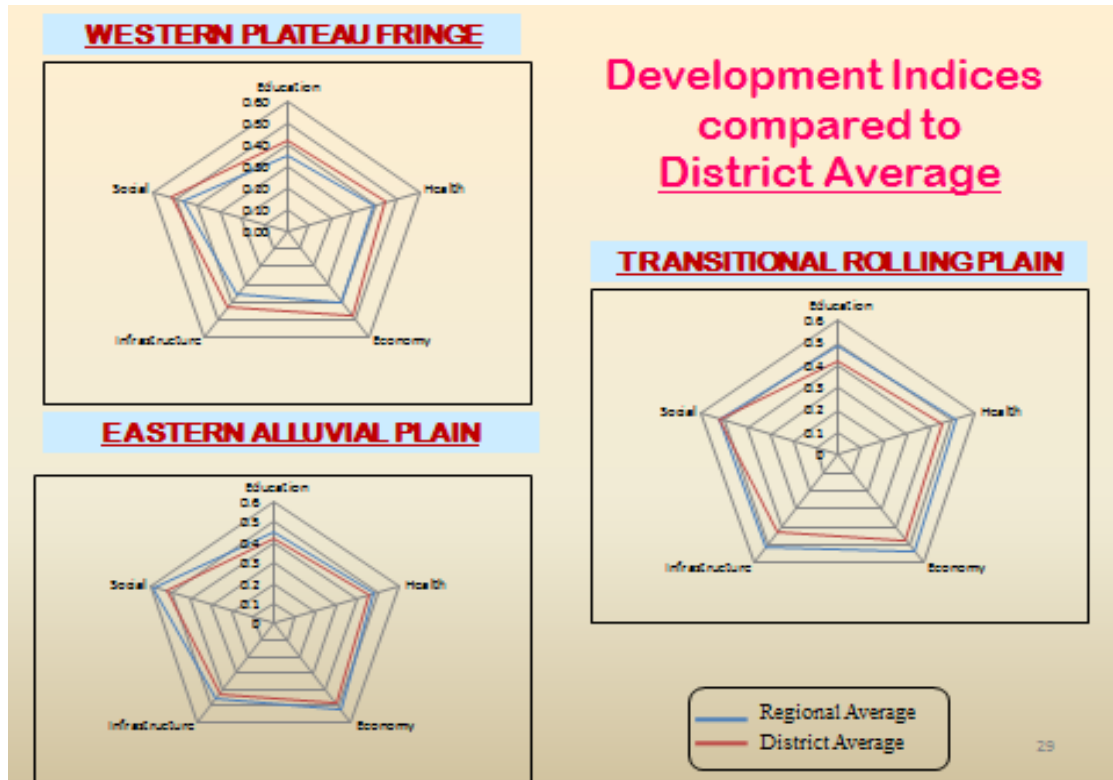 WESTERN PLATEAU FRINGE
Education
0.60
0.50
0.40
0.30
0.20
0.10
0.00
Social
Health
Infrastructure
Economy
Development Indices
compared to
District Average
EASTERN ALLUVIAL PLAIN
Education
0.6
0.5
0.4
0.3
0.2
0.1
0
Social
Health
Infrastructure
Economy
TRANSITIONAL ROLLING PLAIN
Education
0.6
0.5
0.4
0.3
0.2
0.1
0
Social
Health
Infrastructure
Economy
Regional Average
District Average
29